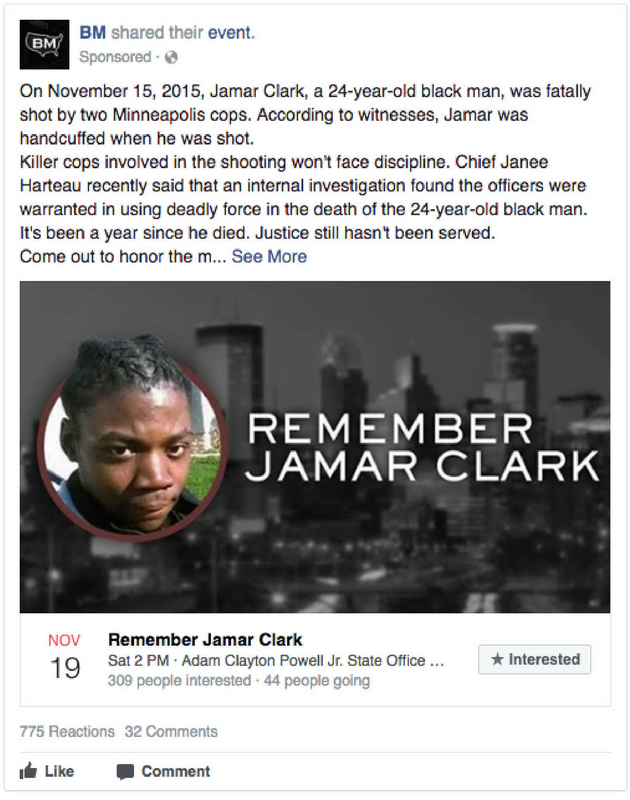 BM
BM shared their event.
Sponsored ·
On November 15, 2015, Jamar Clark, a 24-year-old black man, was fatally
shot by two Minneapolis cops. According to witnesses, Jamar was
handcuffed when he was shot.
Killer cops involved in the shooting won't face discipline. Chief Janee
Harteau recently said that an internal investigation found the officers were
warranted in using deadly force in the death of the 24-year-old black man.
It's been a year since he died. Justice still hasn't been served.
Come out to honor the m... See More
REMEMBER
JAMAR CLARK
NOV
19
Remember Jamar Clark
Sat 2 PM · Adam Clayton Powell Jr. State Office ...
309 people interested · 44 people going
★ Interested
775 Reactions 32 Comments
Like Comment